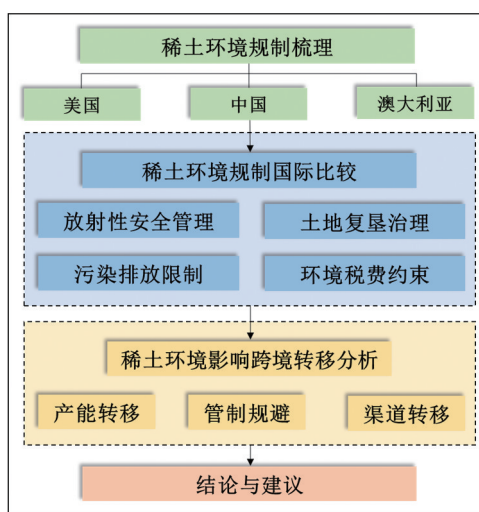 稀土环境规制梳理
美国
中国
澳大利亚
稀土环境规制国际比较
放射性安全管理
土地复垦治理
污染排放限制
环境税费约束
稀土环境影响跨境转移分析
产能转移
管制规避
渠道转移
结论与建议